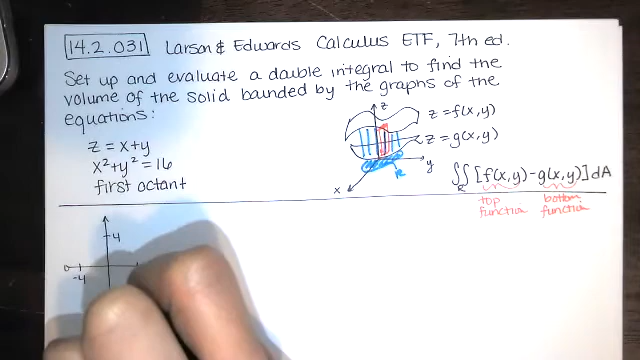 14.2.031 Larson & Edwards Calculus ETF, 7th ed.
Set up and evaluate a double integral to find the
volume of the solid bounded by the graphs of the
equations:
z = x+y
x²+y² = 16
first octant
z
z = f(x,y)
z = g(x,y)
y
x
R
∬R [f(x,y) - g(x,y)] dA
top function
bottom function
4
-4